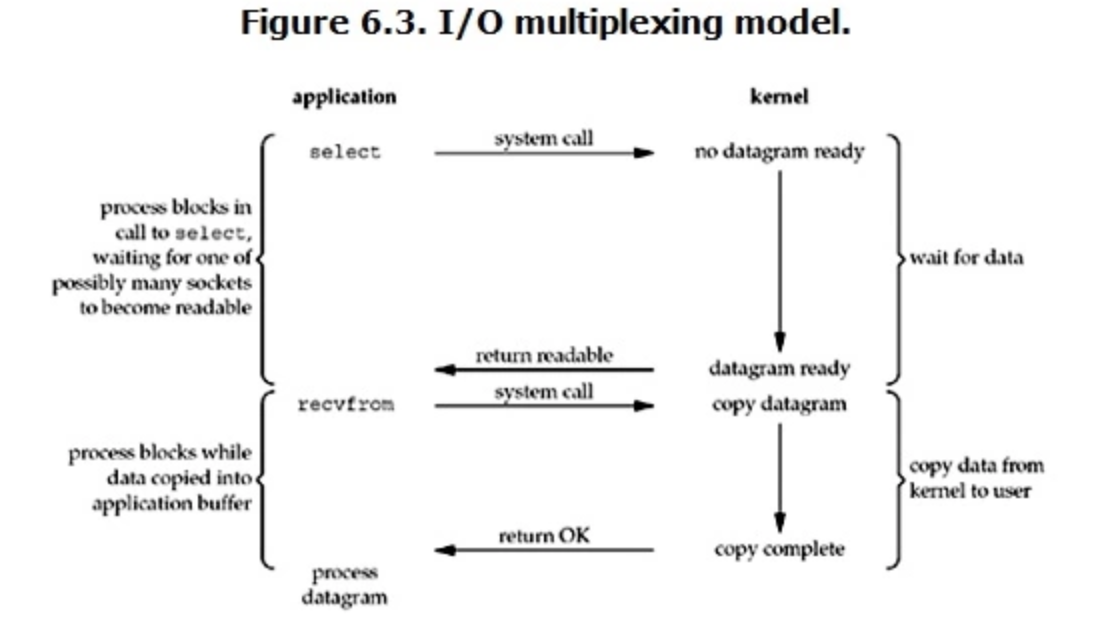 Figure 6.3. I/O multiplexing model.
application
kernel
select
system call
no datagram ready
process blocks in
call to select,
waiting for one of
possibly many sockets
to become readable
wait for data
return readable
datagram ready
recvfrom
system call
copy datagram
process blocks while
data copied into
application buffer
copy data from
kernel to user
return OK
copy complete
process
datagram